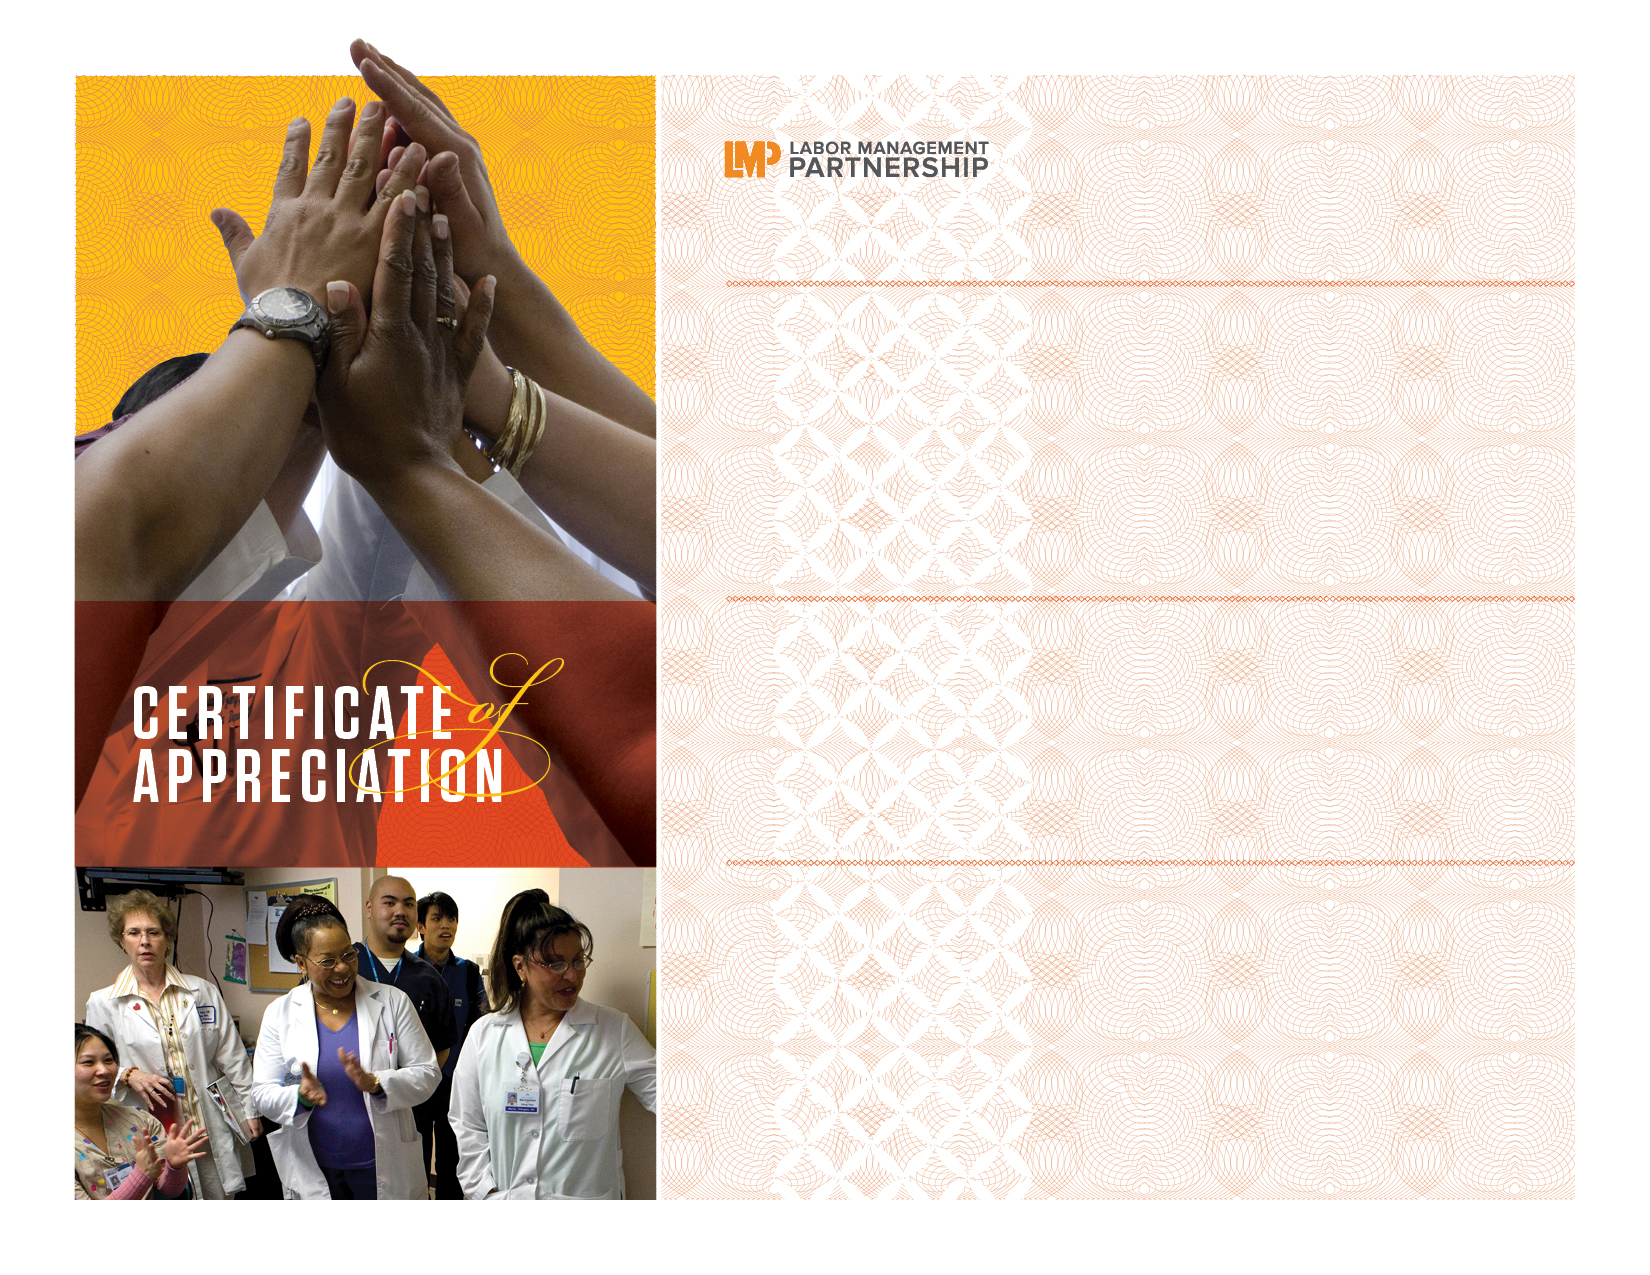 LMP LABOR MANAGEMENT
PARTNERSHIP
CERTIFICATE of
APPRECIATION